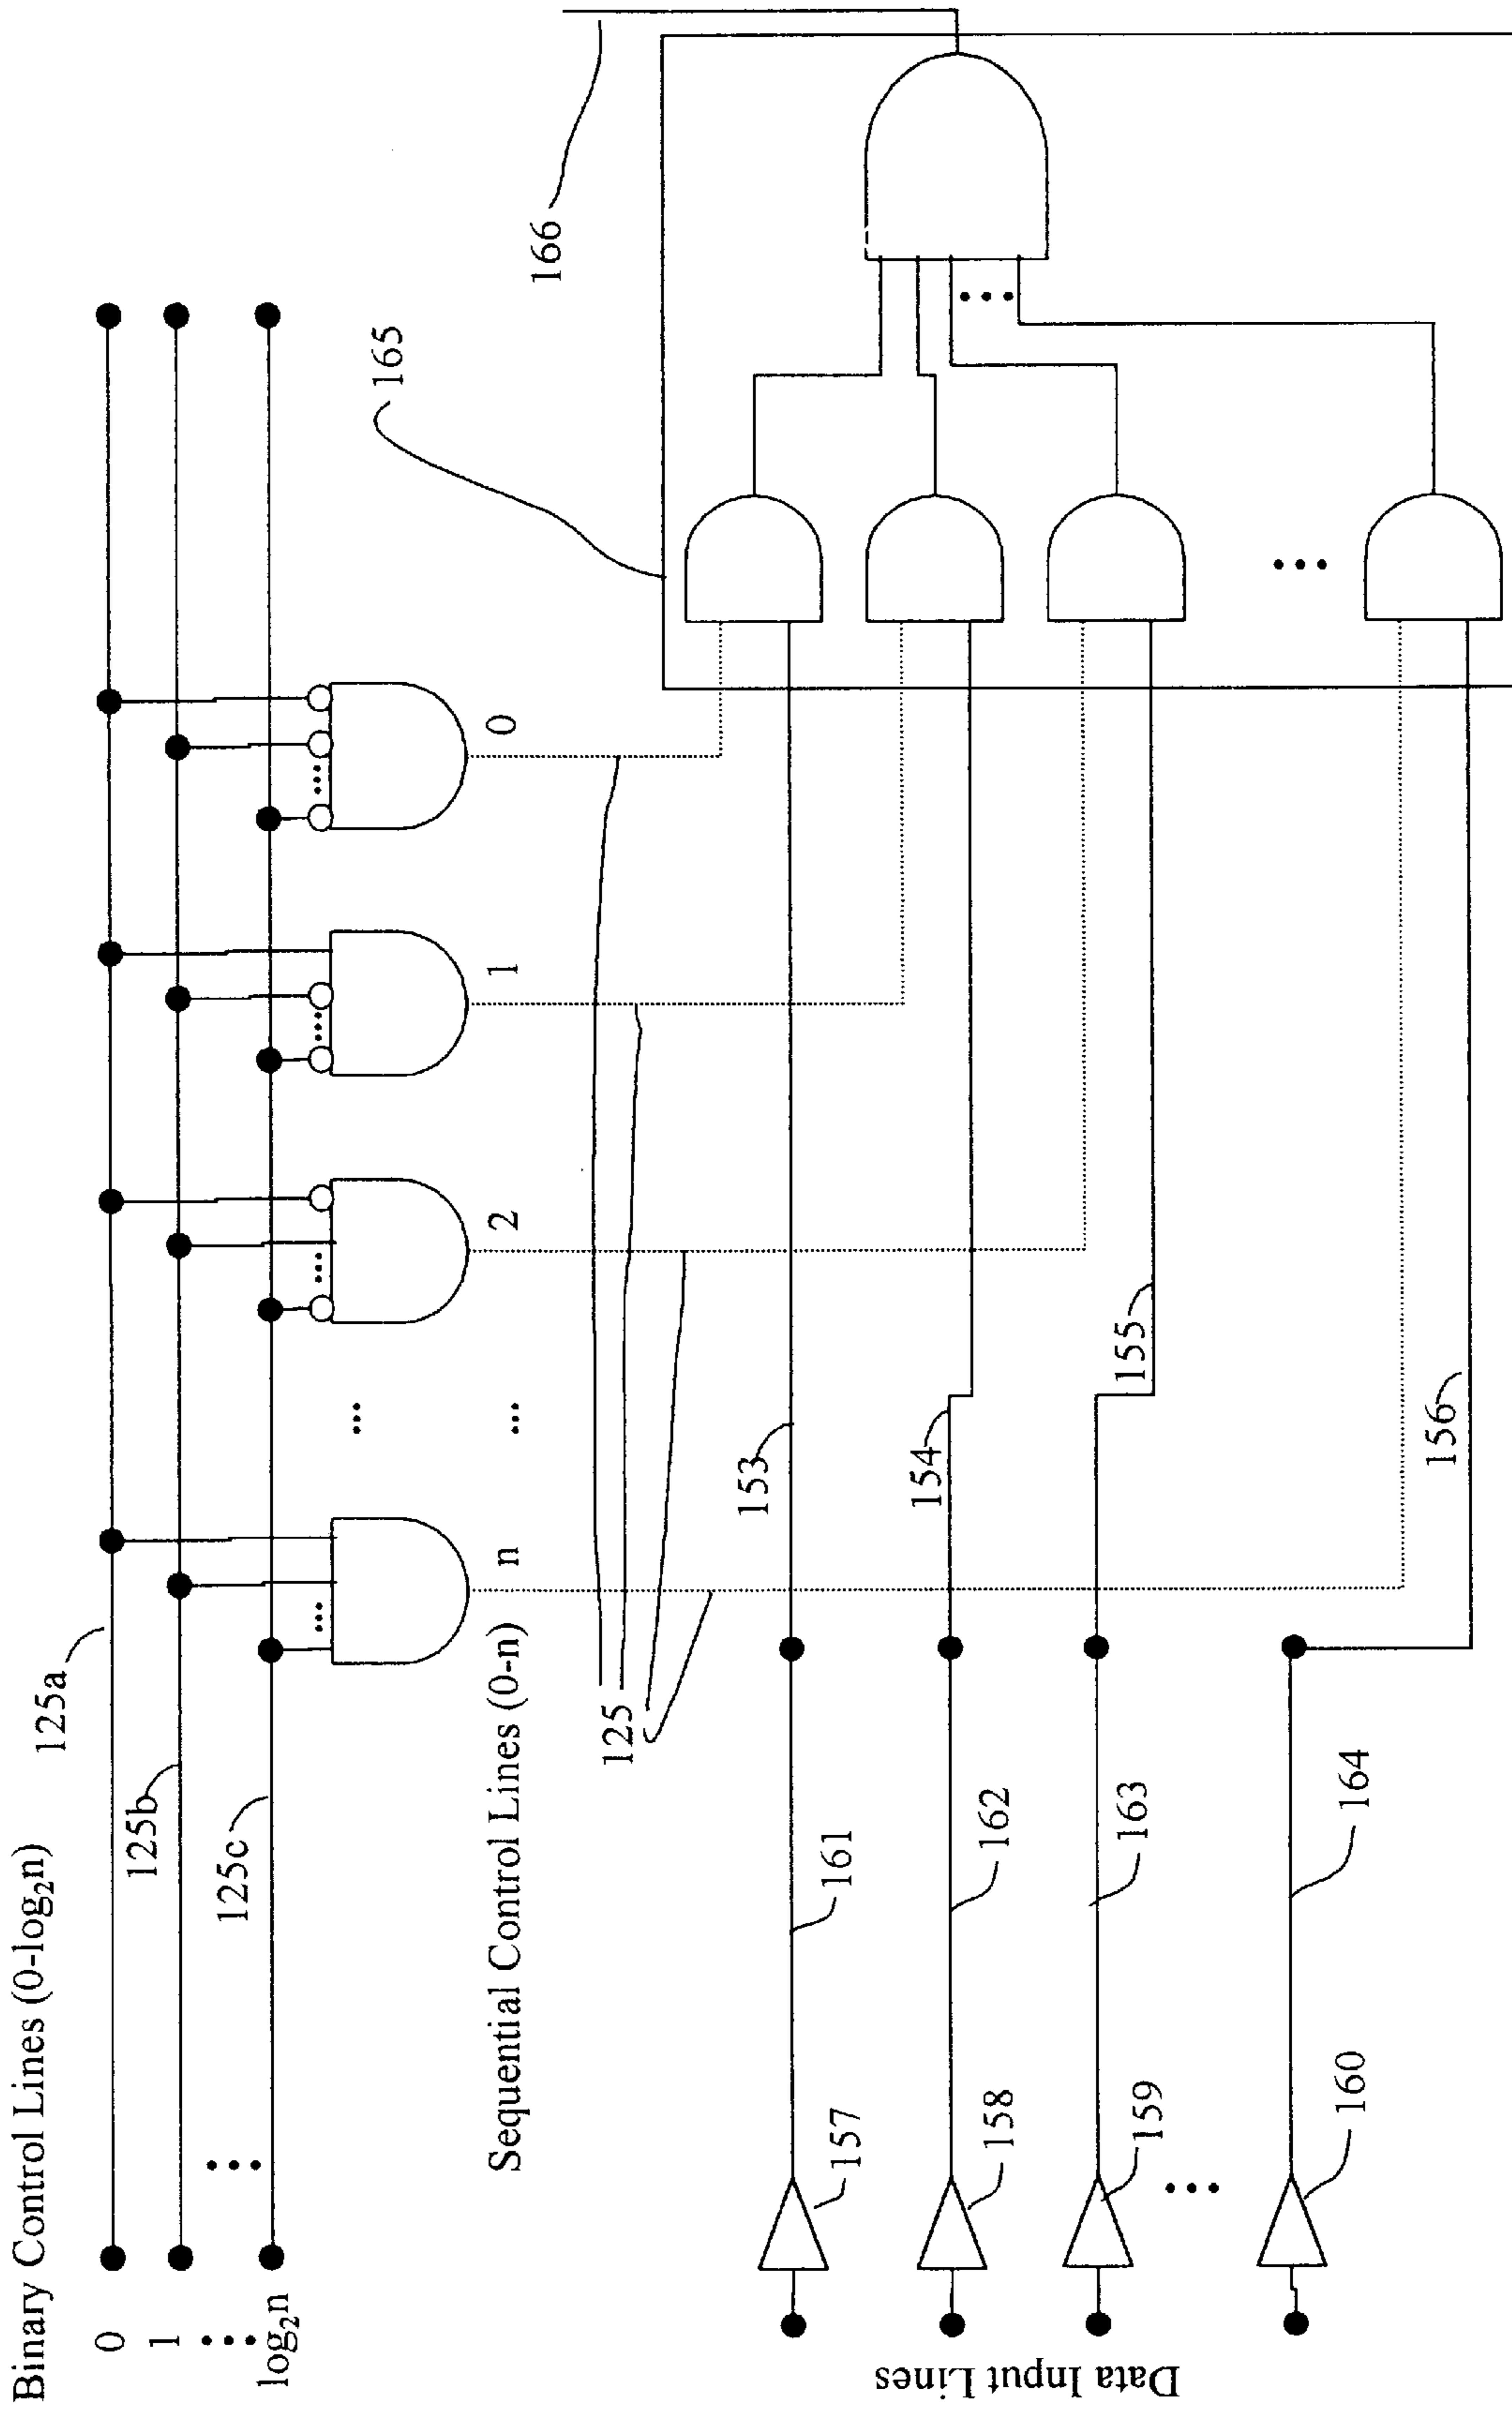 Binary Control Lines (0-log₂n)
0
1
log₂n
125a
125b
125c
n
...
2
1
0
Sequential Control Lines (0-n)
125
165
166
153
154
155
156
161
162
163
164
157
158
159
160
Data Input Lines